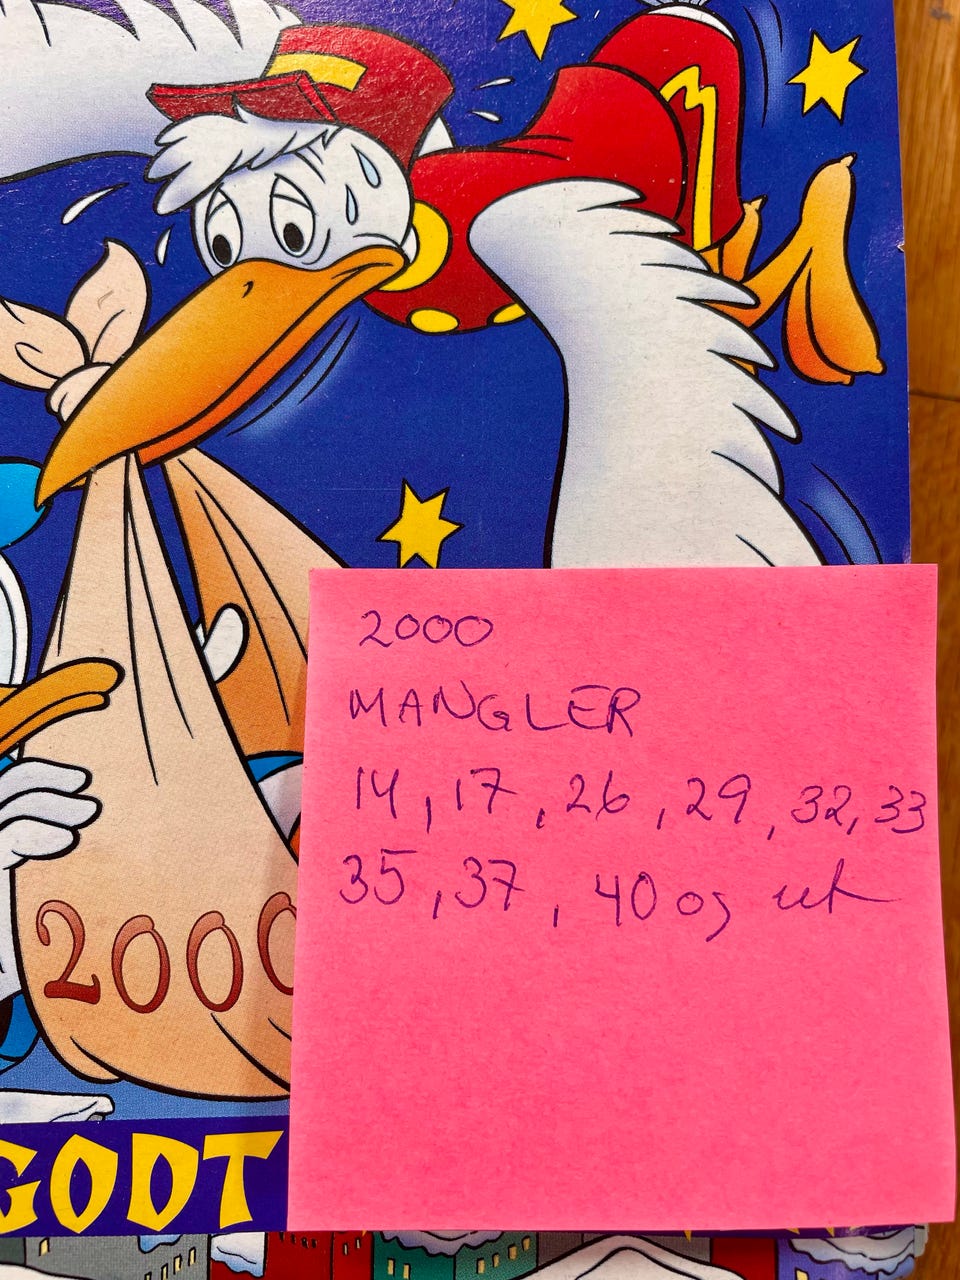 2000
MANGLER
14, 17, 26, 29, 32, 33
35, 37, 40 og ut
2000
GODT